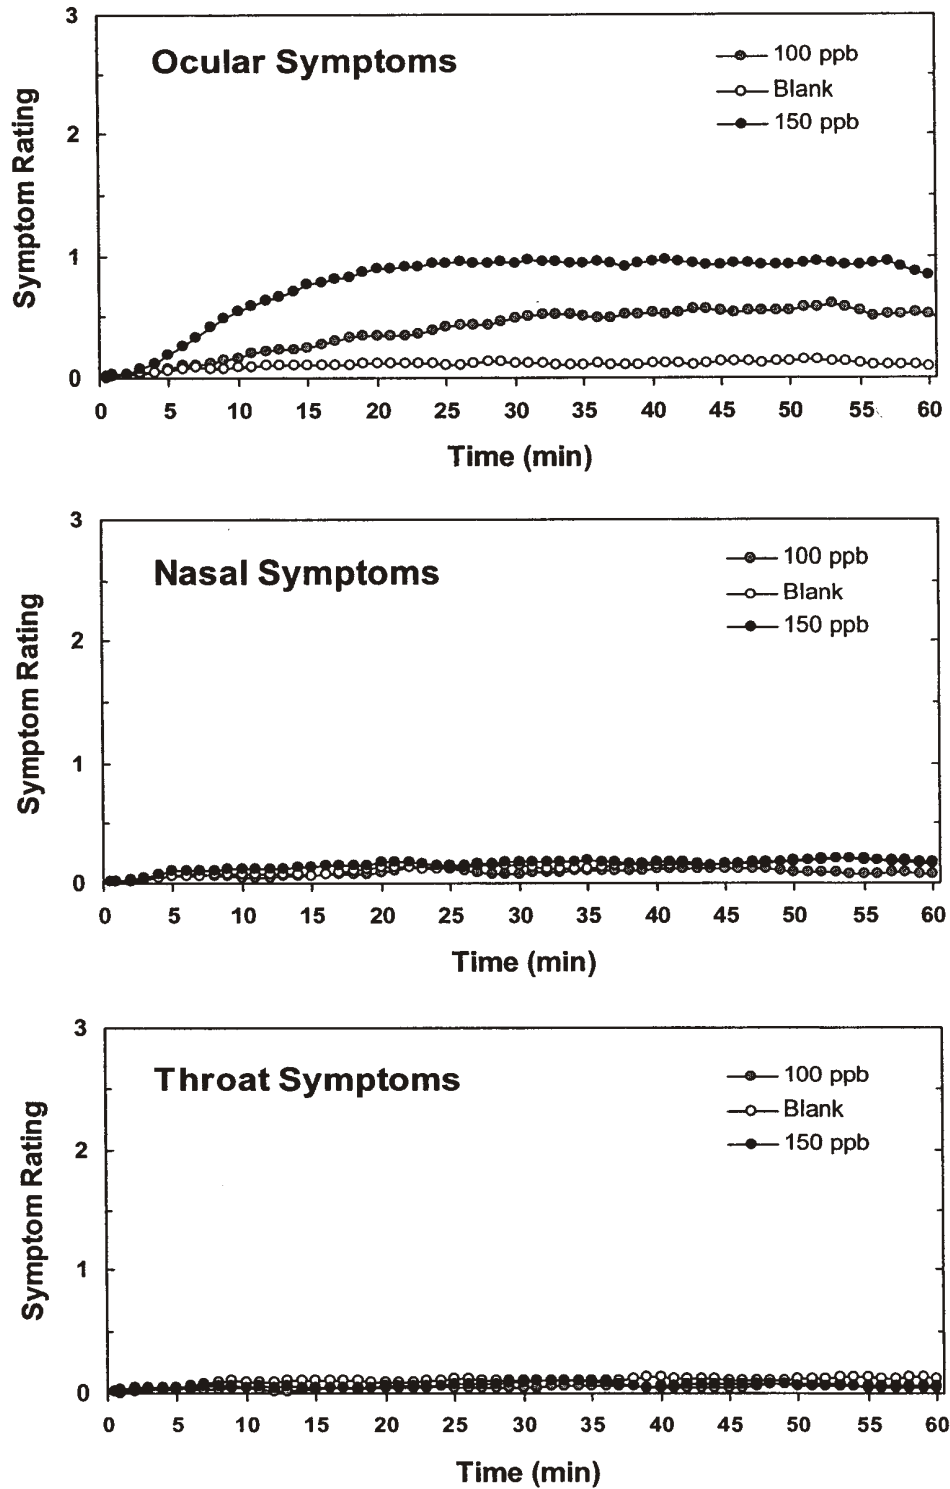 3
Ocular Symptoms
100 ppb
Blank
150 ppb
2
1
0
Symptom Rating
0 5 10 15 20 25 30 35 40 45 50 55 60
Time (min)
3
Nasal Symptoms
100 ppb
Blank
150 ppb
2
1
0
Symptom Rating
0 5 10 15 20 25 30 35 40 45 50 55 60
Time (min)
3
Throat Symptoms
100 ppb
Blank
150 ppb
2
1
0
Symptom Rating
0 5 10 15 20 25 30 35 40 45 50 55 60
Time (min)